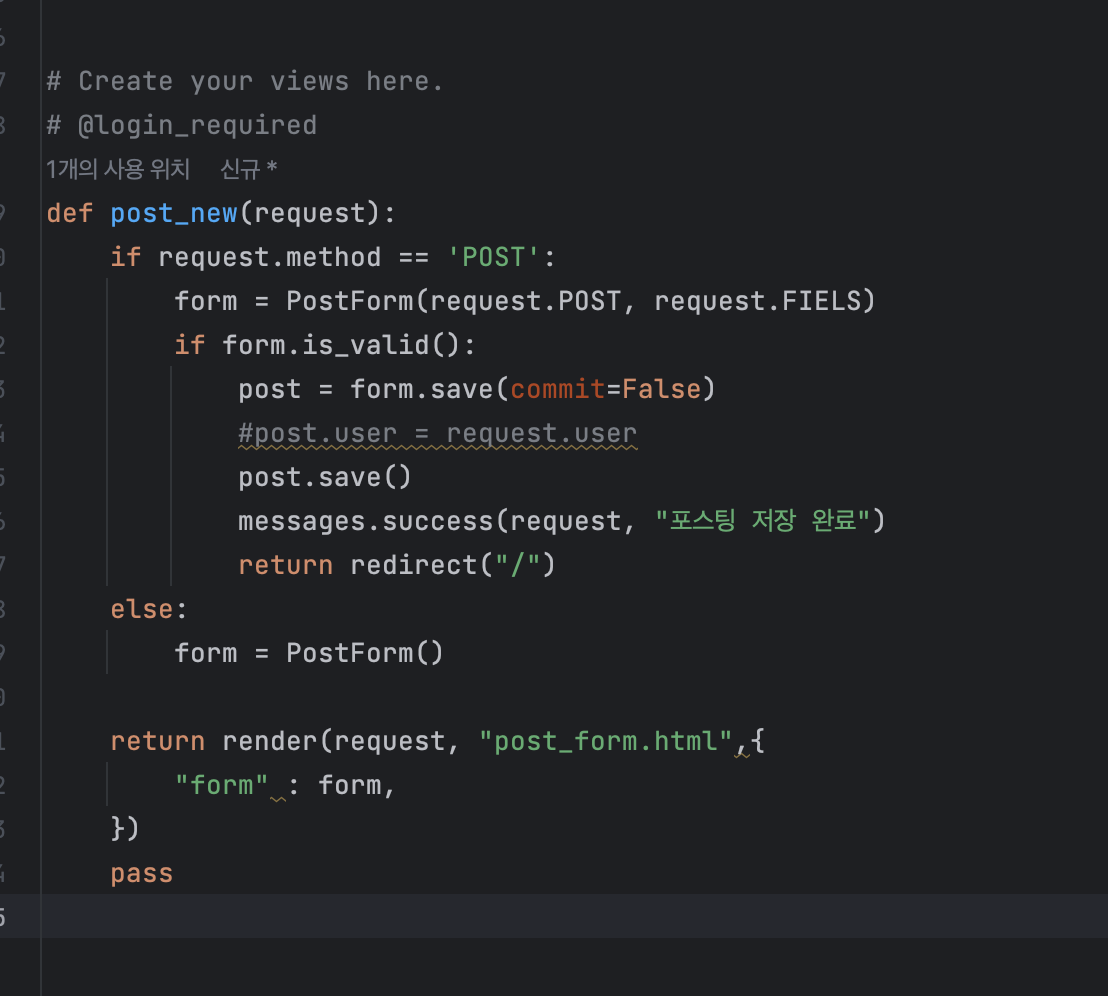 # Create your views here.
# @login_required
1개의 사용 위치 신규 *
def post_new(request):
if request.method == 'POST':
form = PostForm(request.POST, request.FIELS)
if form.is_valid():
post = form.save(commit=False)
#post.user = request.user
post.save()
messages.success(request, "포스팅 저장 완료")
return redirect("/")
else:
form = PostForm()
return render(request, "post_form.html",{
"form" : form,
})
pass